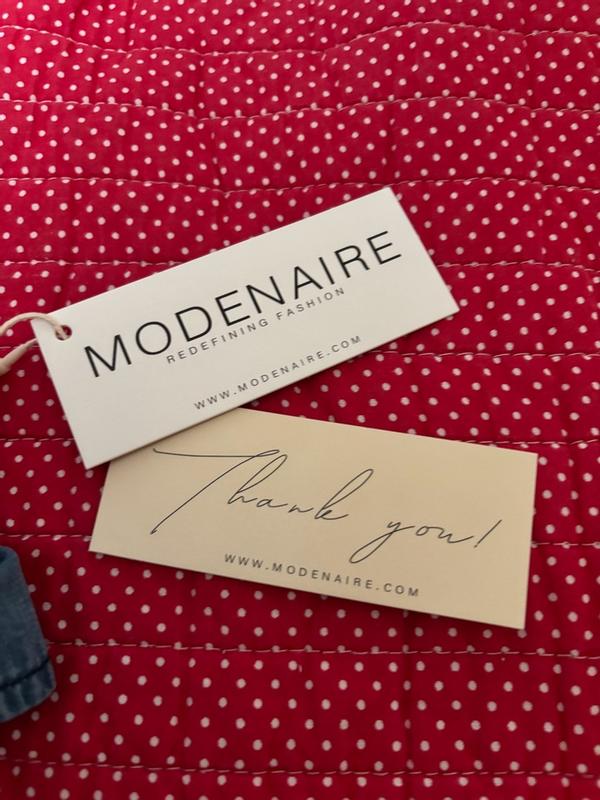 MODENAIRE
REDEFINING FASHION
WWW.MODENAIRE.COM
Thank you!
WWW.MODENAIRE.COM